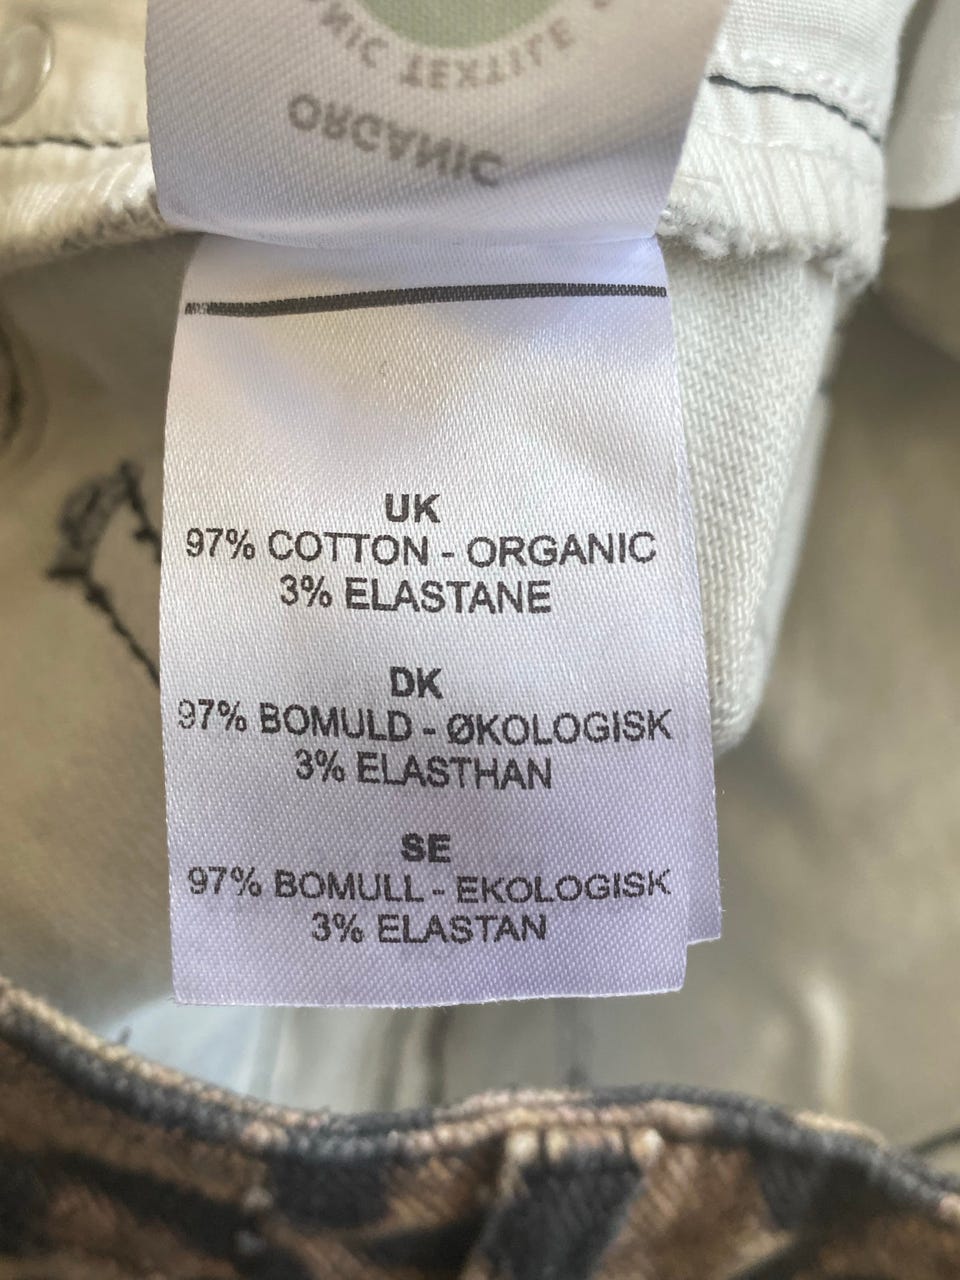 TEXTILE
ORGANIC
UK
97% COTTON - ORGANIC
3% ELASTANE
DK
97% BOMULD - ØKOLOGISK
3% ELASTHAN
SE
97% BOMULL - EKOLOGISK
3% ELASTAN